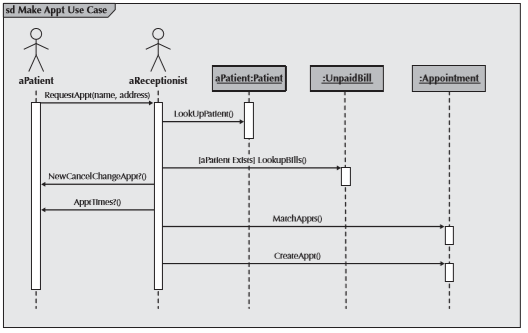 sd Make Appt Use Case
aPatient
aReceptionist
aPatient:Patient
:UnpaidBill
:Appointment
RequestAppt(name, address)
LookUpPatient()
[aPatient Exists] LookupBills()
NewCancelChangeAppt?()
ApptTimes?()
MatchAppts()
CreateAppt()